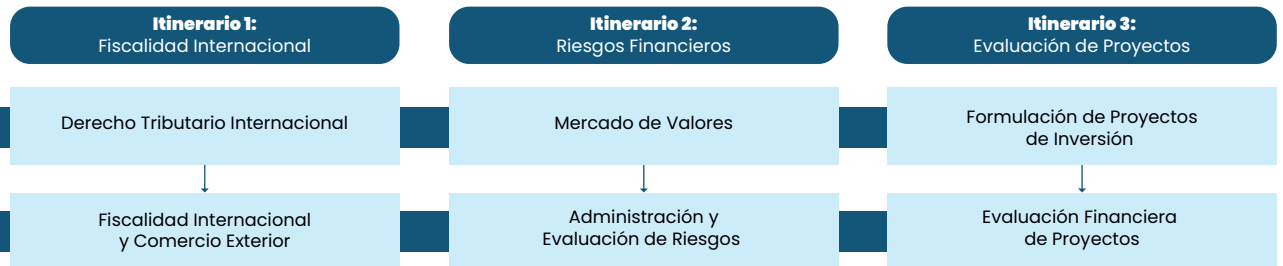 Itinerario 1:
Fiscalidad Internacional
Itinerario 2:
Riesgos Financieros
Itinerario 3:
Evaluación de Proyectos
Derecho Tributario Internacional
Mercado de Valores
Formulación de Proyectos
de Inversión
Fiscalidad Internacional
y Comercio Exterior
Administración y
Evaluación de Riesgos
Evaluación Financiera
de Proyectos